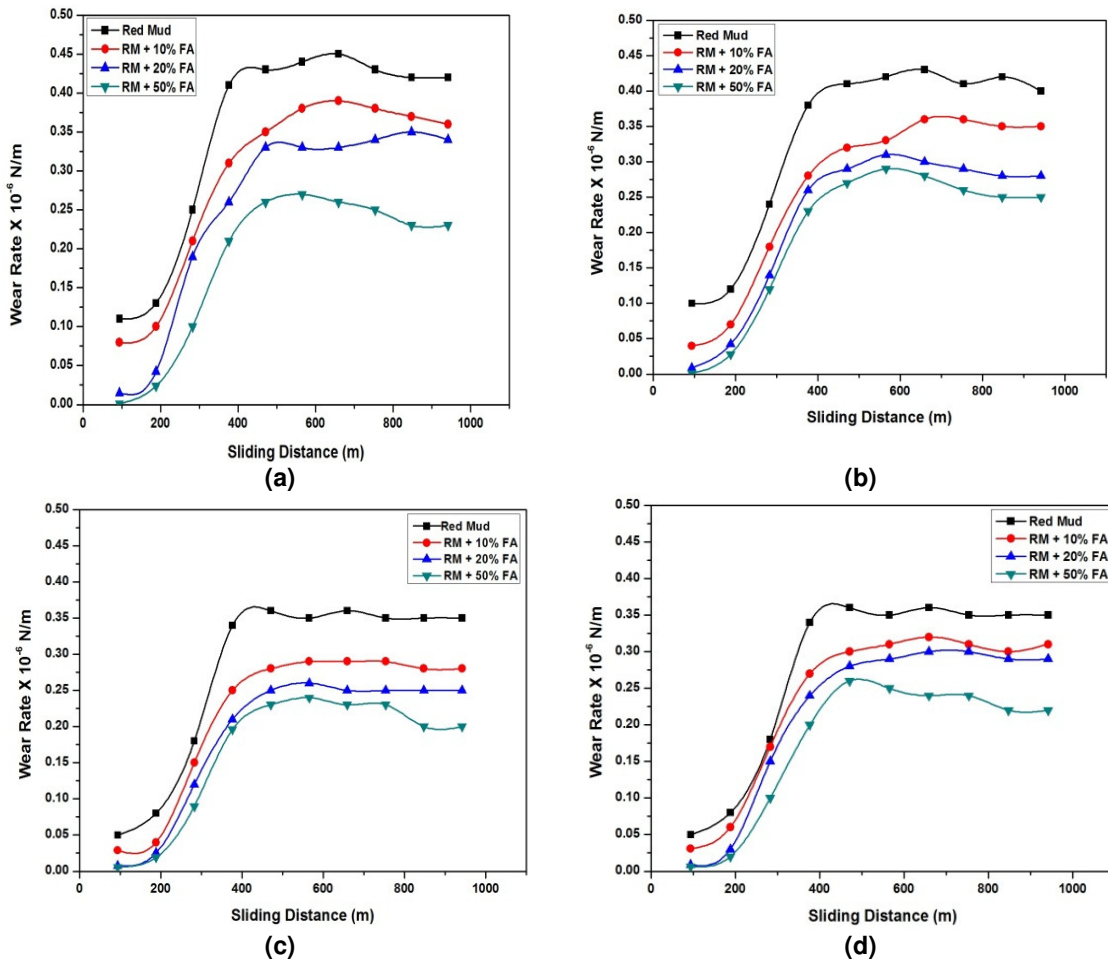 Red Mud
RM + 10% FA
RM + 20% FA
RM + 50% FA
0.50
0.45
0.40
0.35
0.30
0.25
0.20
0.15
0.10
0.05
0.00
Wear Rate X 10⁻⁶ N/m
0 200 400 600 800 1000
Sliding Distance (m)
(a)
Red Mud
RM + 10% FA
RM + 20% FA
RM + 50% FA
0.50
0.45
0.40
0.35
0.30
0.25
0.20
0.15
0.10
0.05
0.00
Wear Rate X 10⁻⁶ N/m
0 200 400 600 800 1000
Sliding Distance (m)
(b)
Red Mud
RM + 10% FA
RM + 20% FA
RM + 50% FA
0.50
0.45
0.40
0.35
0.30
0.25
0.20
0.15
0.10
0.05
0.00
Wear Rate X 10⁻⁶ N/m
0 200 400 600 800 1000
Sliding Distance (m)
(c)
Red Mud
RM + 10% FA
RM + 20% FA
RM + 50% FA
0.50
0.45
0.40
0.35
0.30
0.25
0.20
0.15
0.10
0.05
0.00
Wear Rate X 10⁻⁶ N/m
0 200 400 600 800 1000
Sliding Distance (m)
(d)